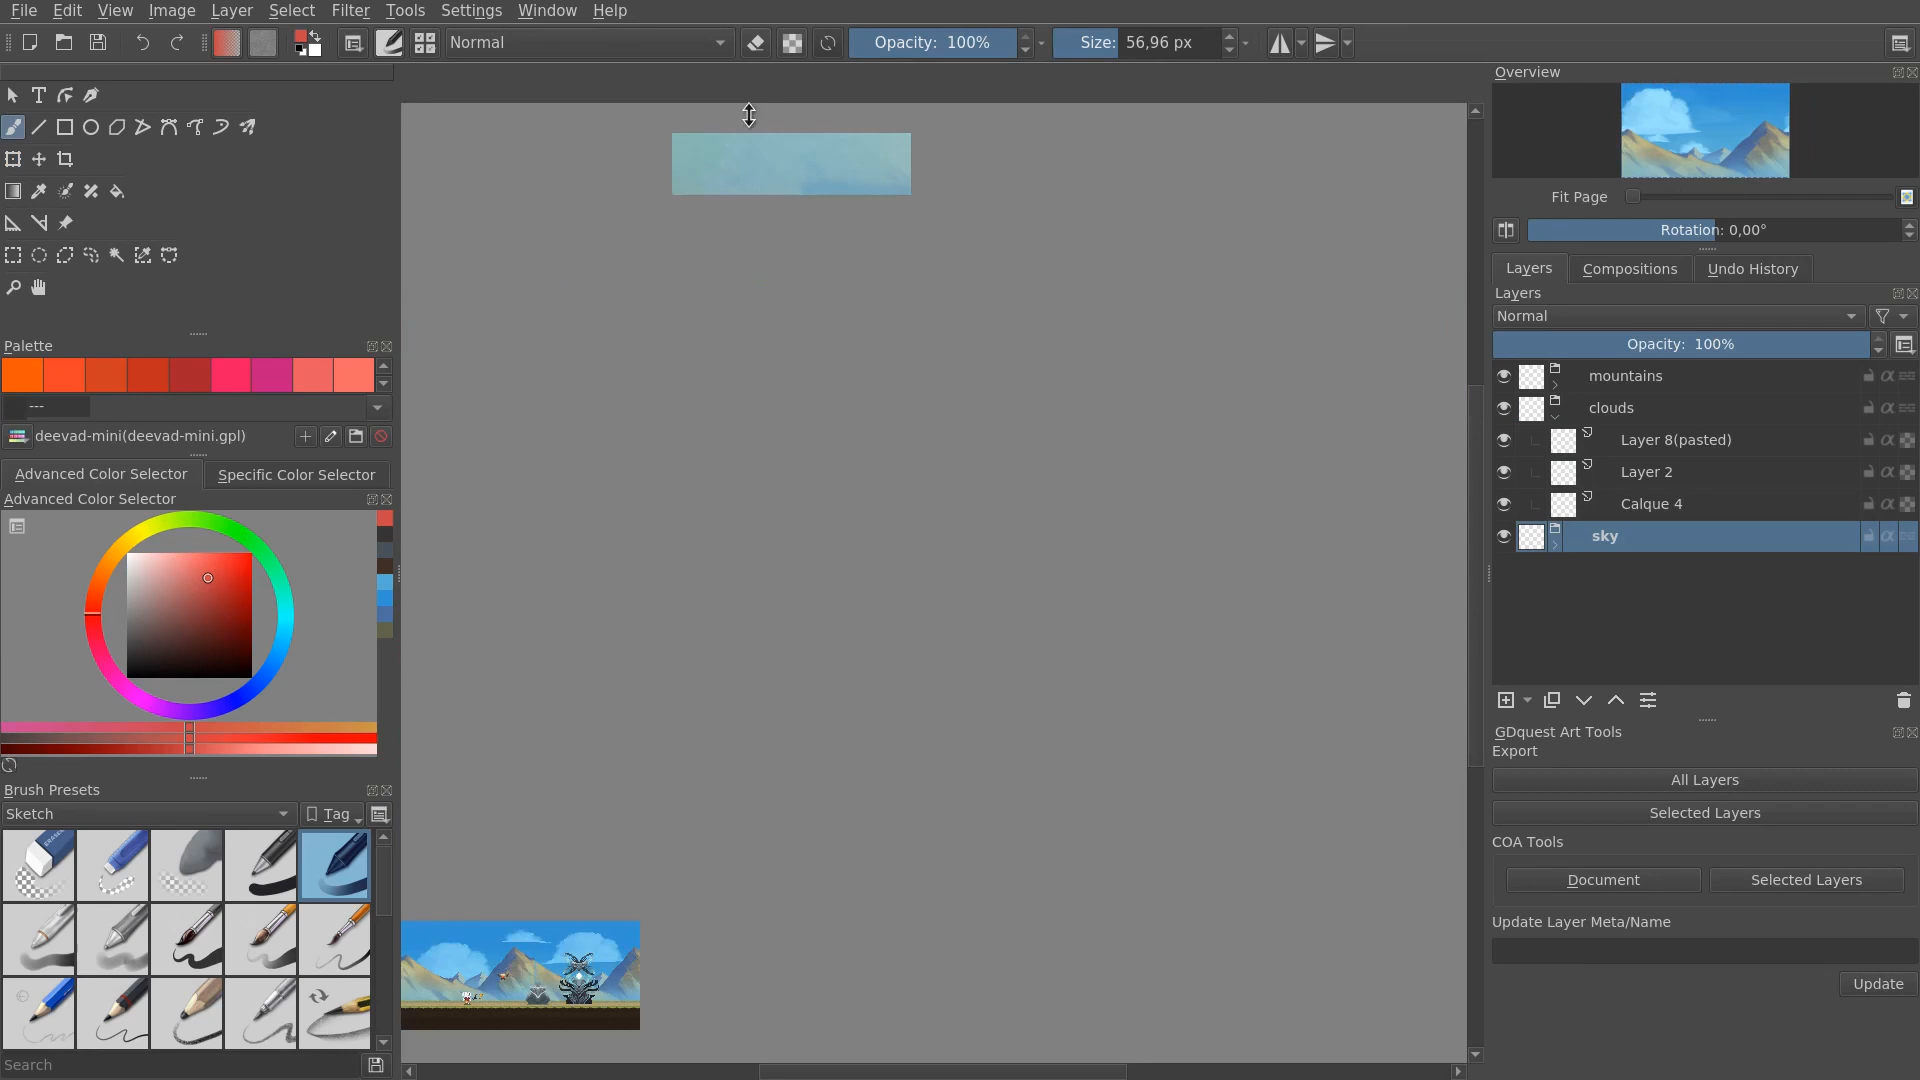 File Edit View Image Layer Select Filter Tools Settings Window Help
Normal Opacity: 100% Size: 56,96 px
Overview
Fit Page
Rotation: 0,00°
Layers Compositions Undo History
Layers
Normal
Opacity: 100%
mountains
clouds
Layer 8(pasted)
Layer 2
Calque 4
sky
GDquest Art Tools
Export
All Layers
Selected Layers
COA Tools
Document Selected Layers
Update Layer Meta/Name
Update
Palette
---
deevad-mini(deevad-mini.gpl)
Advanced Color Selector Specific Color Selector
Advanced Color Selector
Brush Presets
Sketch Tag
Search